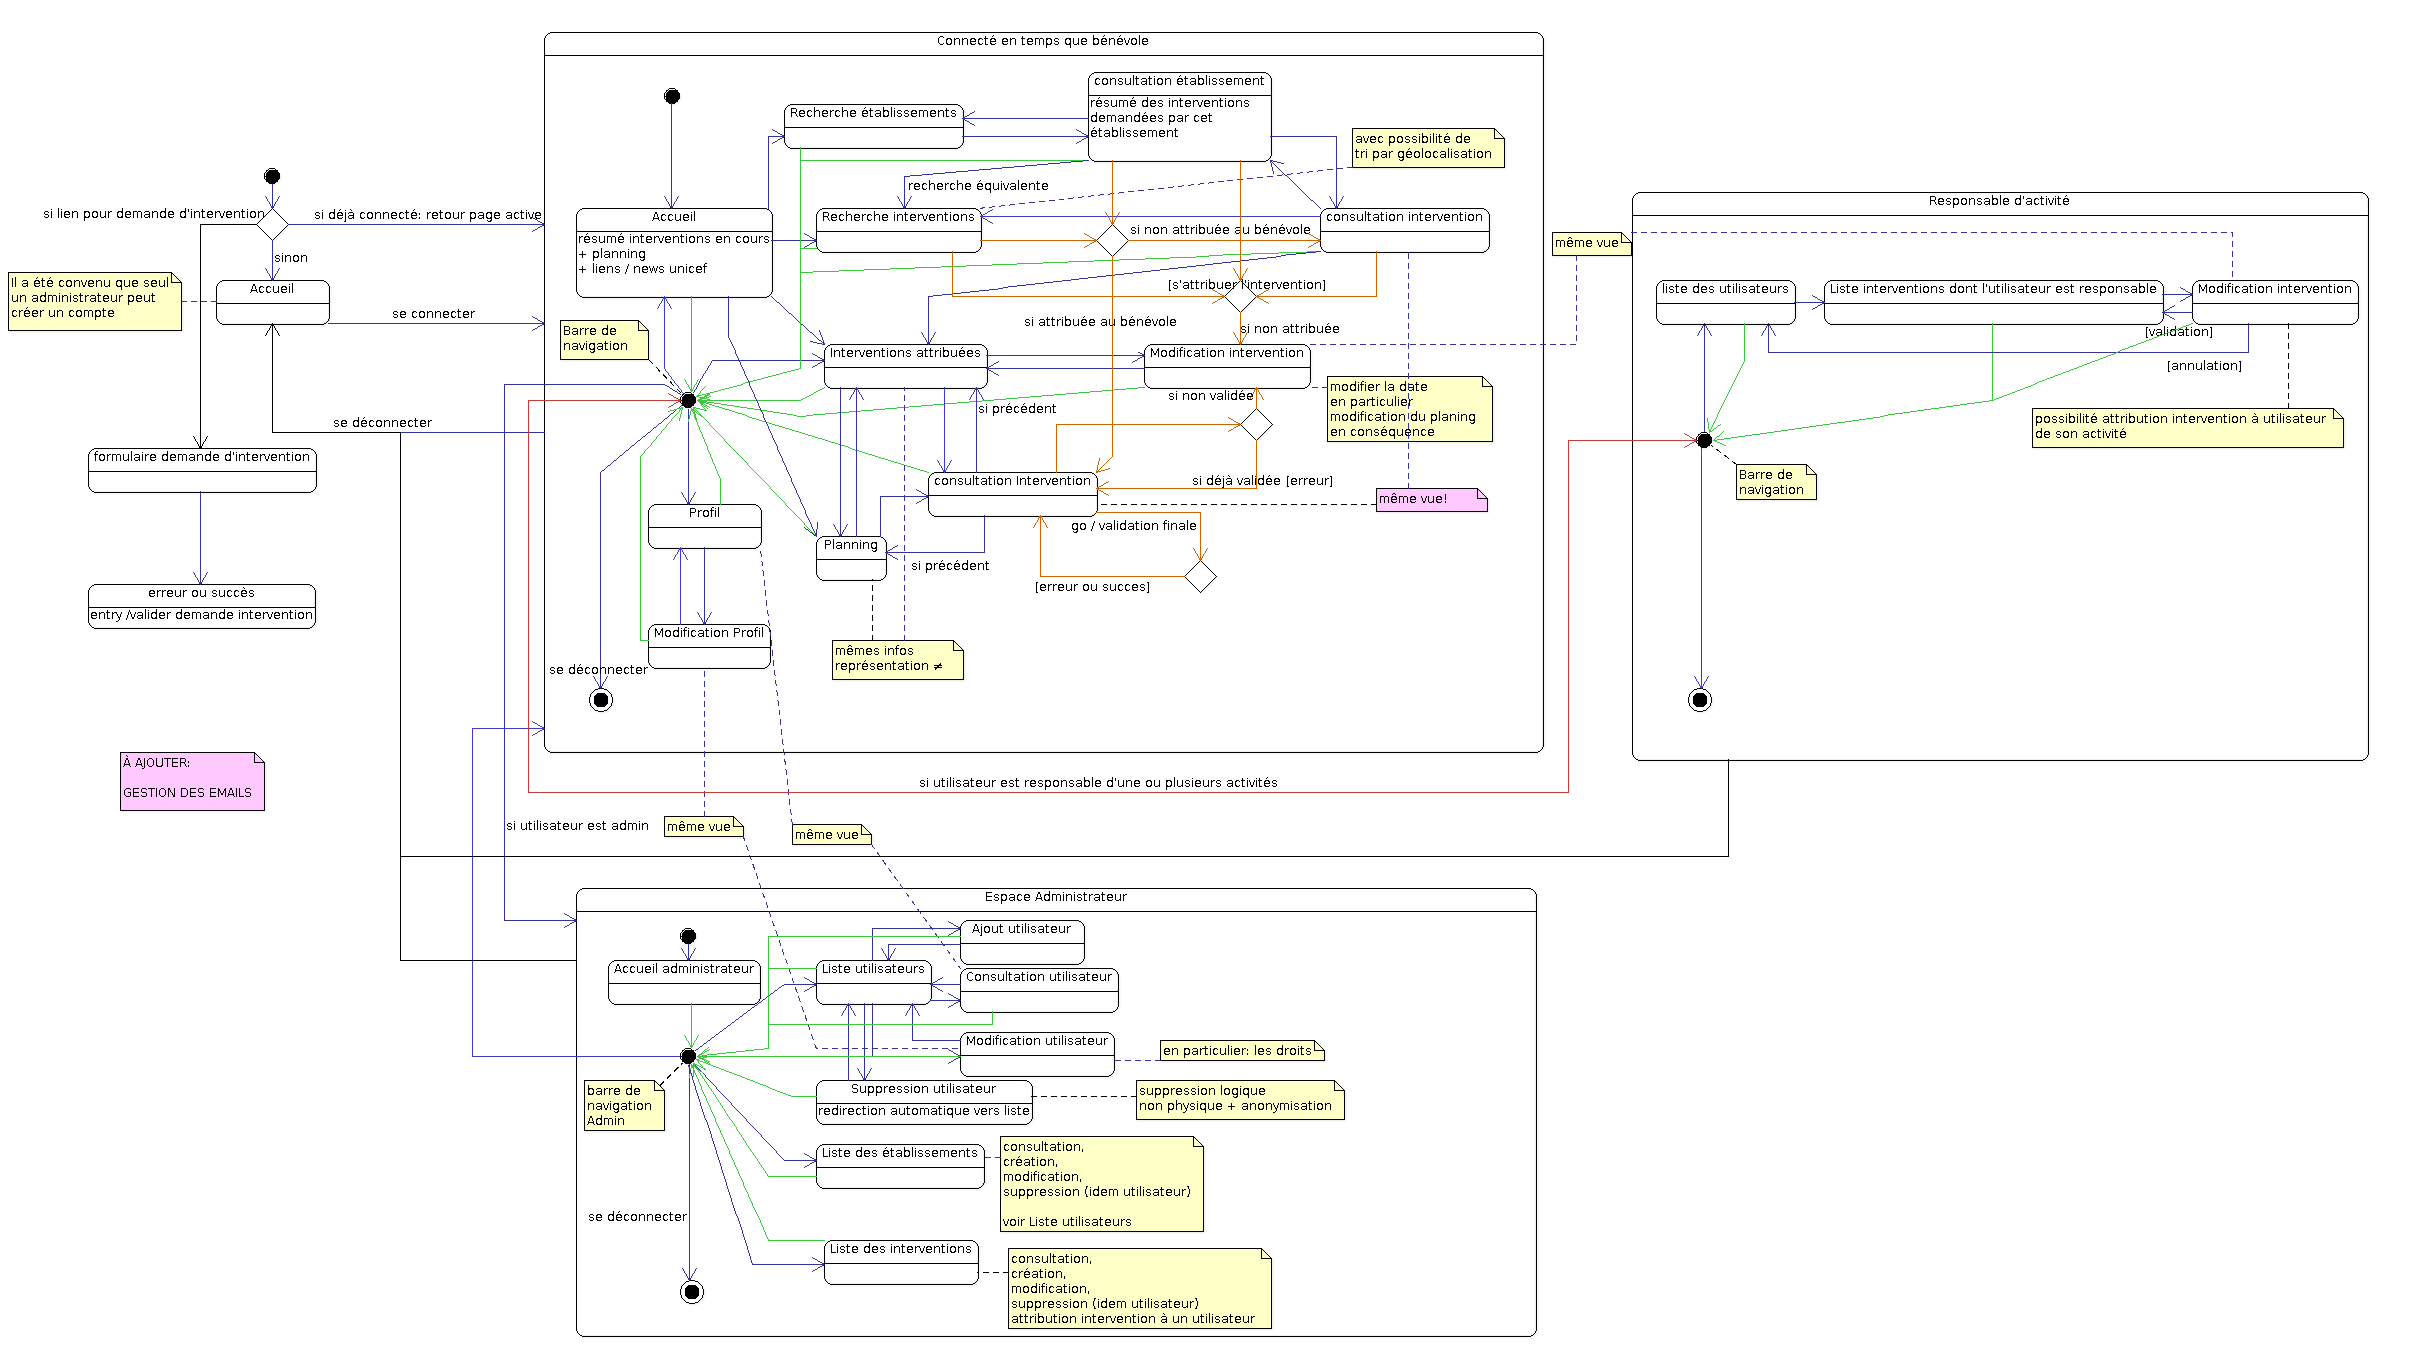 Connecté en temps que bénévole
consultation établissement
résumé des interventions
demandées par cet
établissement
Recherche établissements
avec possibilité de
tri par géolocalisation
recherche équivalente
si lien pour demande d'intervention
si déjà connecté: retour page active
sinon
Accueil
résumé interventions en cours
+ planning
+ liens / news unicef
Recherche interventions
si non attribuée au bénévole
consultation intervention
Il a été convenu que seul
un administrateur peut
créer un compte
Accueil
se connecter
[s'attribuer l'intervention]
si attribuée au bénévole
si non attribuée
Barre de
navigation
Interventions attribuées
Modification intervention
modifier la date
en particulier
modification du planing
en conséquence
si non validée
si précédent
se déconnecter
formulaire demande d'intervention
consultation Intervention
si déjà validée [erreur]
même vue!
go / validation finale
Profil
Planning
si précédent
[erreur ou succes]
erreur ou succès
entry /valider demande intervention
Modification Profil
mêmes infos
représentation ≠
se déconnecter
Responsable d'activité
même vue
liste des utilisateurs
Liste interventions dont l'utilisateur est responsable
Modification intervention
[validation]
[annulation]
possibilité attribution intervention à utilisateur
de son activité
Barre de
navigation
À AJOUTER:
GESTION DES EMAILS
si utilisateur est responsable d'une ou plusieurs activités
si utilisateur est admin
même vue
même vue
Espace Administrateur
Ajout utilisateur
Accueil administrateur
Liste utilisateurs
Consultation utilisateur
Modification utilisateur
en particulier: les droits
barre de
navigation
Admin
Suppression utilisateur
redirection automatique vers liste
suppression logique
non physique + anonymisation
Liste des établissements
consultation,
création,
modification,
suppression (idem utilisateur)
voir Liste utilisateurs
se déconnecter
Liste des interventions
consultation,
création,
modification,
suppression (idem utilisateur)
attribution intervention à un utilisateur